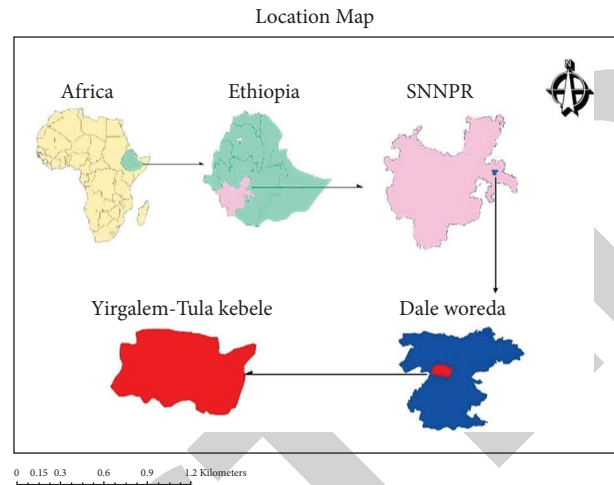 Location Map
Africa
Ethiopia
SNNPR
N
Yirgalem-Tula kebele
Dale woreda
0 0.15 0.3 0.6 0.9 1.2 Kilometers